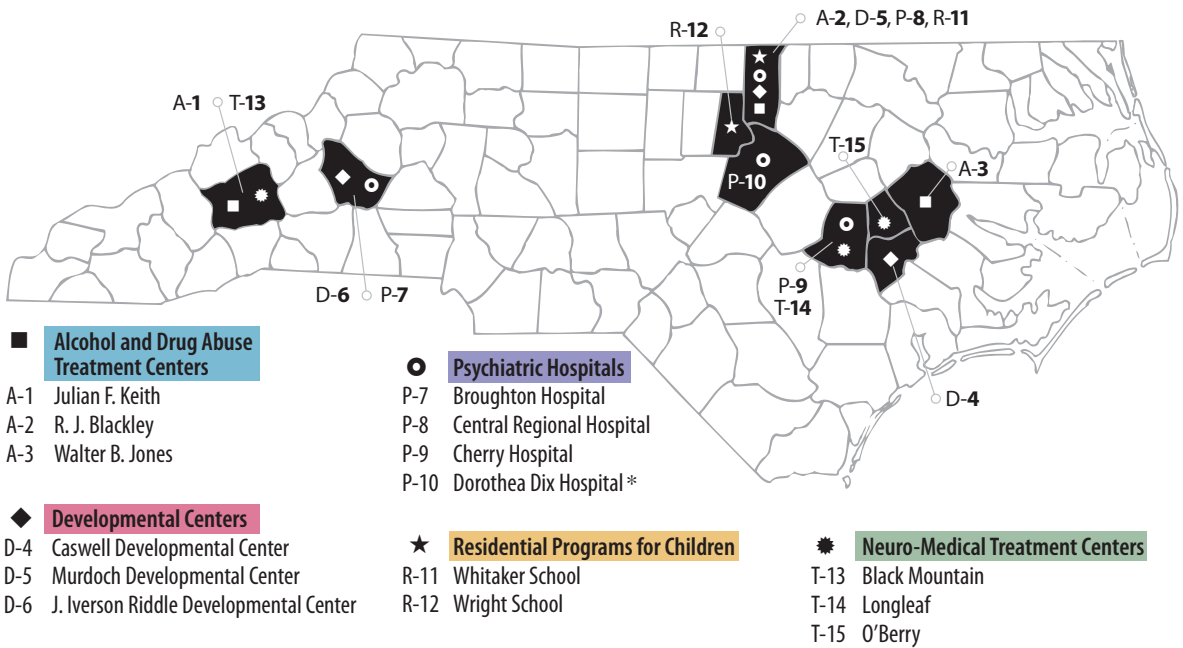 R-12
A-2, D-5, P-8, R-11
A-1
T-13
T-15
A-3
P-10
P-9
T-14
D-6
P-7
D-4
Alcohol and Drug Abuse
Treatment Centers
A-1 Julian F. Keith
A-2 R. J. Blackley
A-3 Walter B. Jones
Developmental Centers
D-4 Caswell Developmental Center
D-5 Murdoch Developmental Center
D-6 J. Iverson Riddle Developmental Center
Psychiatric Hospitals
P-7 Broughton Hospital
P-8 Central Regional Hospital
P-9 Cherry Hospital
P-10 Dorothea Dix Hospital *
Residential Programs for Children
R-11 Whitaker School
R-12 Wright School
Neuro-Medical Treatment Centers
T-13 Black Mountain
T-14 Longleaf
T-15 O’Berry